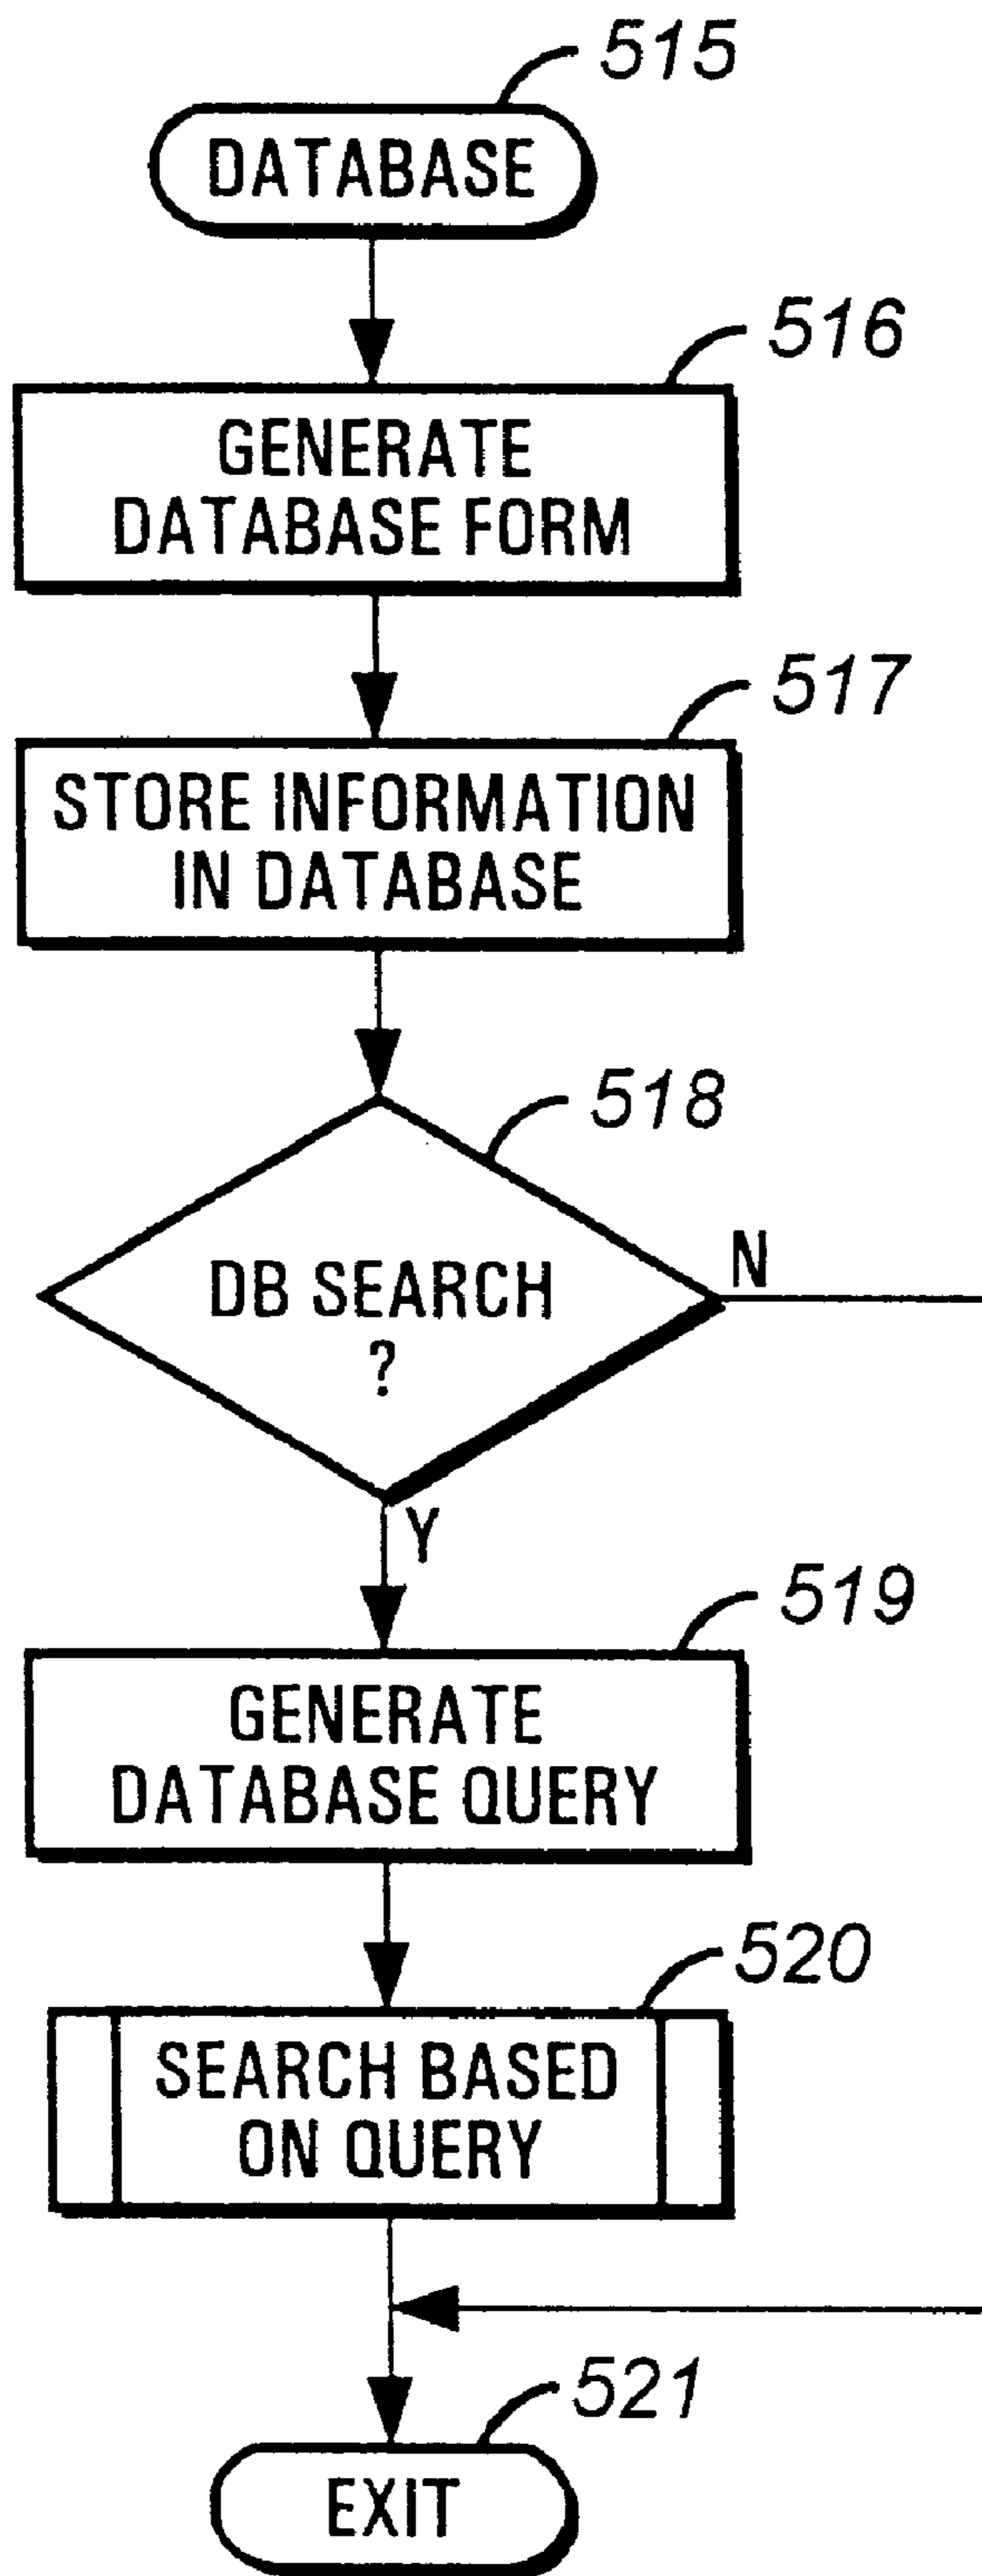 515
DATABASE
516
GENERATE
DATABASE FORM
517
STORE INFORMATION
IN DATABASE
518
DB SEARCH
?
N
Y
519
GENERATE
DATABASE QUERY
520
SEARCH BASED
ON QUERY
521
EXIT